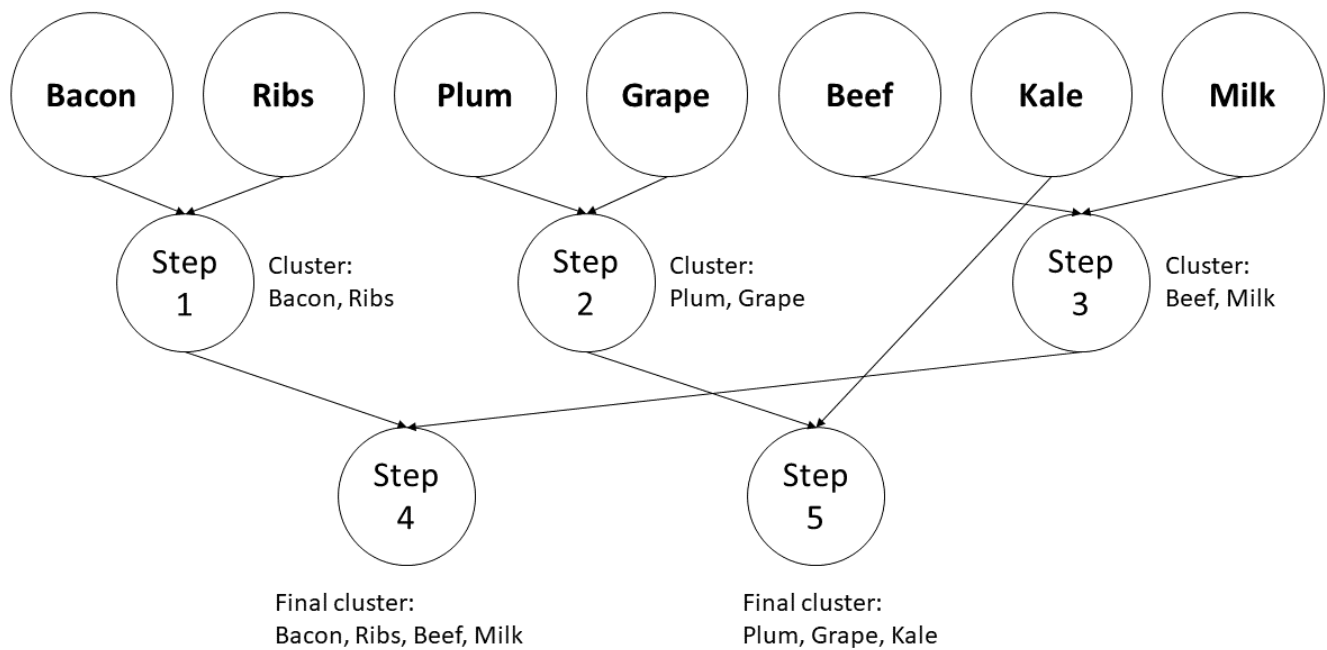 Bacon
Ribs
Plum
Grape
Beef
Kale
Milk
Step
1
Cluster:
Bacon, Ribs
Step
2
Cluster:
Plum, Grape
Step
3
Cluster:
Beef, Milk
Step
4
Step
5
Final cluster:
Bacon, Ribs, Beef, Milk
Final cluster:
Plum, Grape, Kale